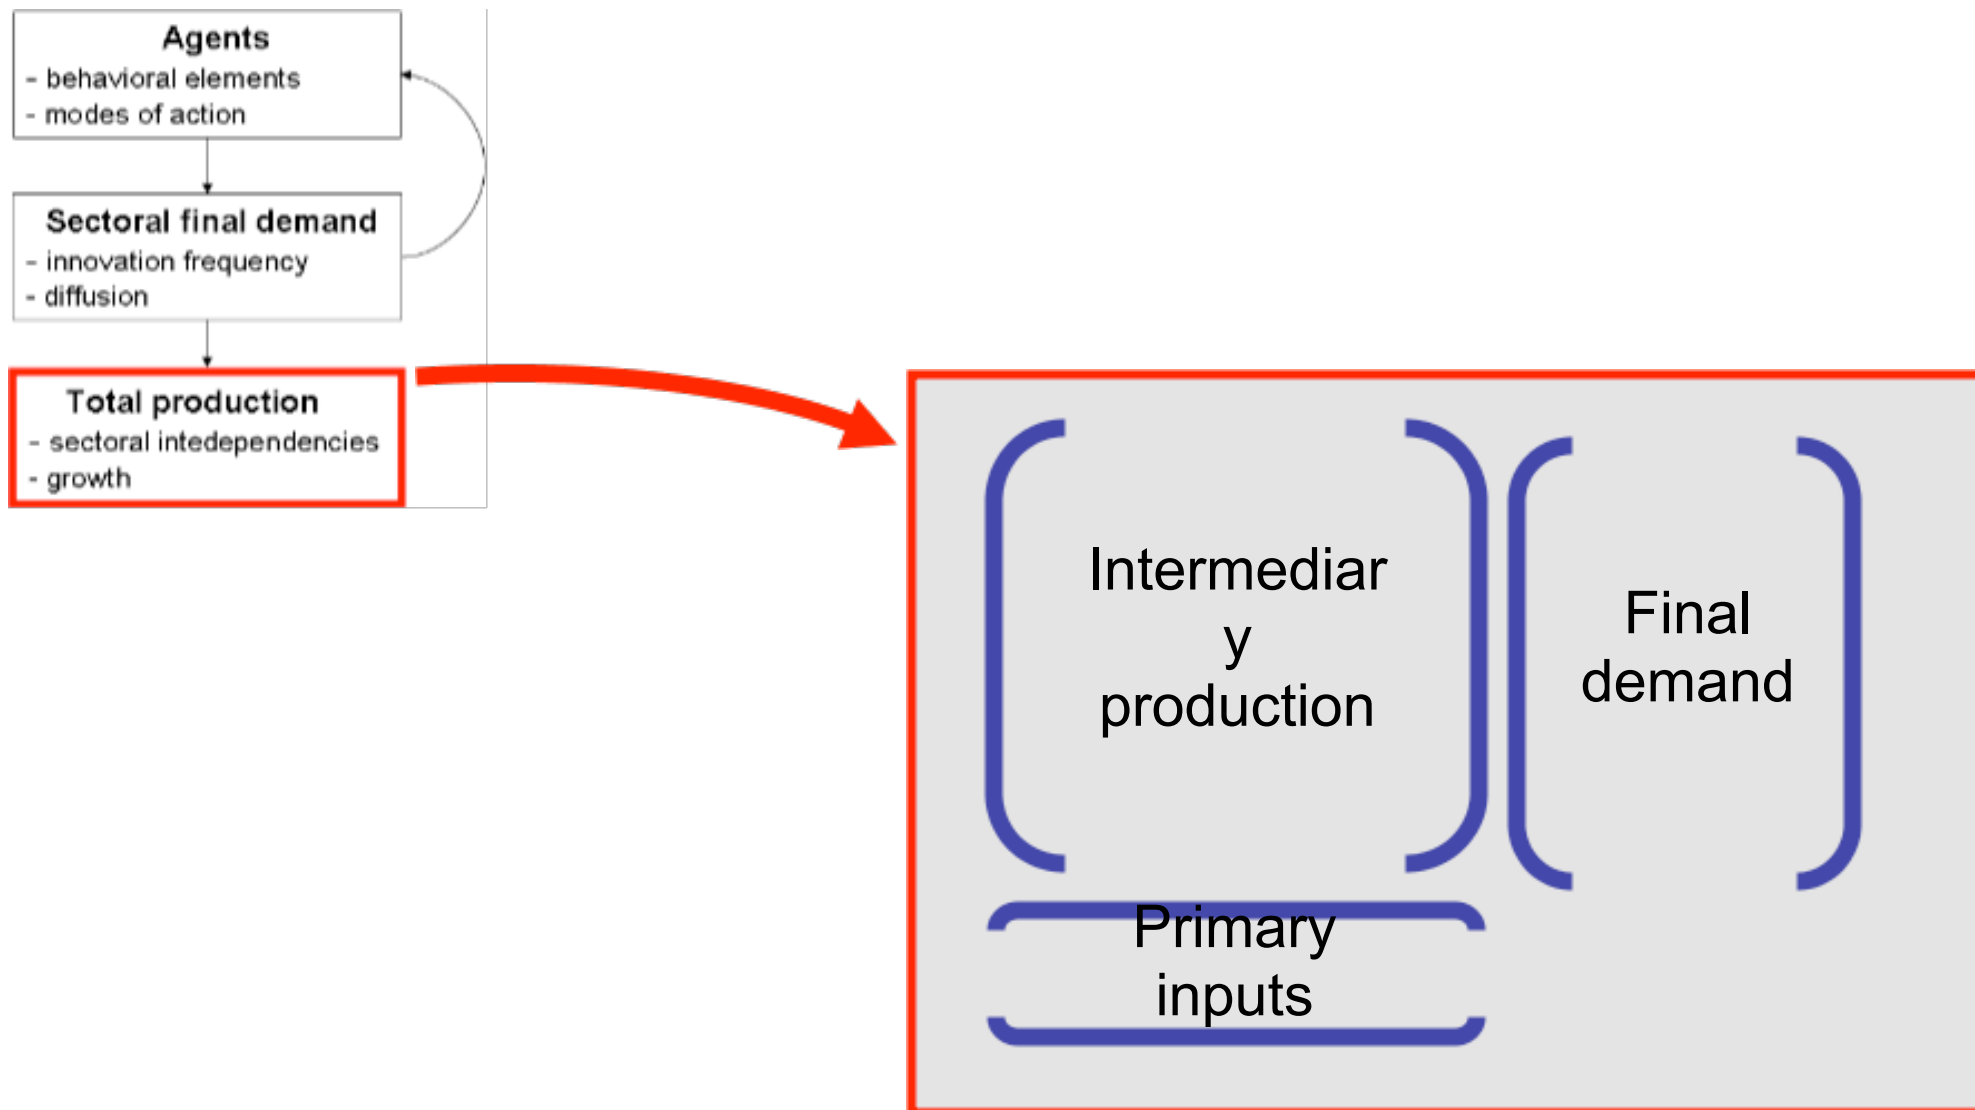 Agents
- behavioral elements
- modes of action
Sectoral final demand
- innovation frequency
- diffusion
Total production
- sectoral intedependencies
- growth
Intermediar
y
production
Final
demand
Primary
inputs